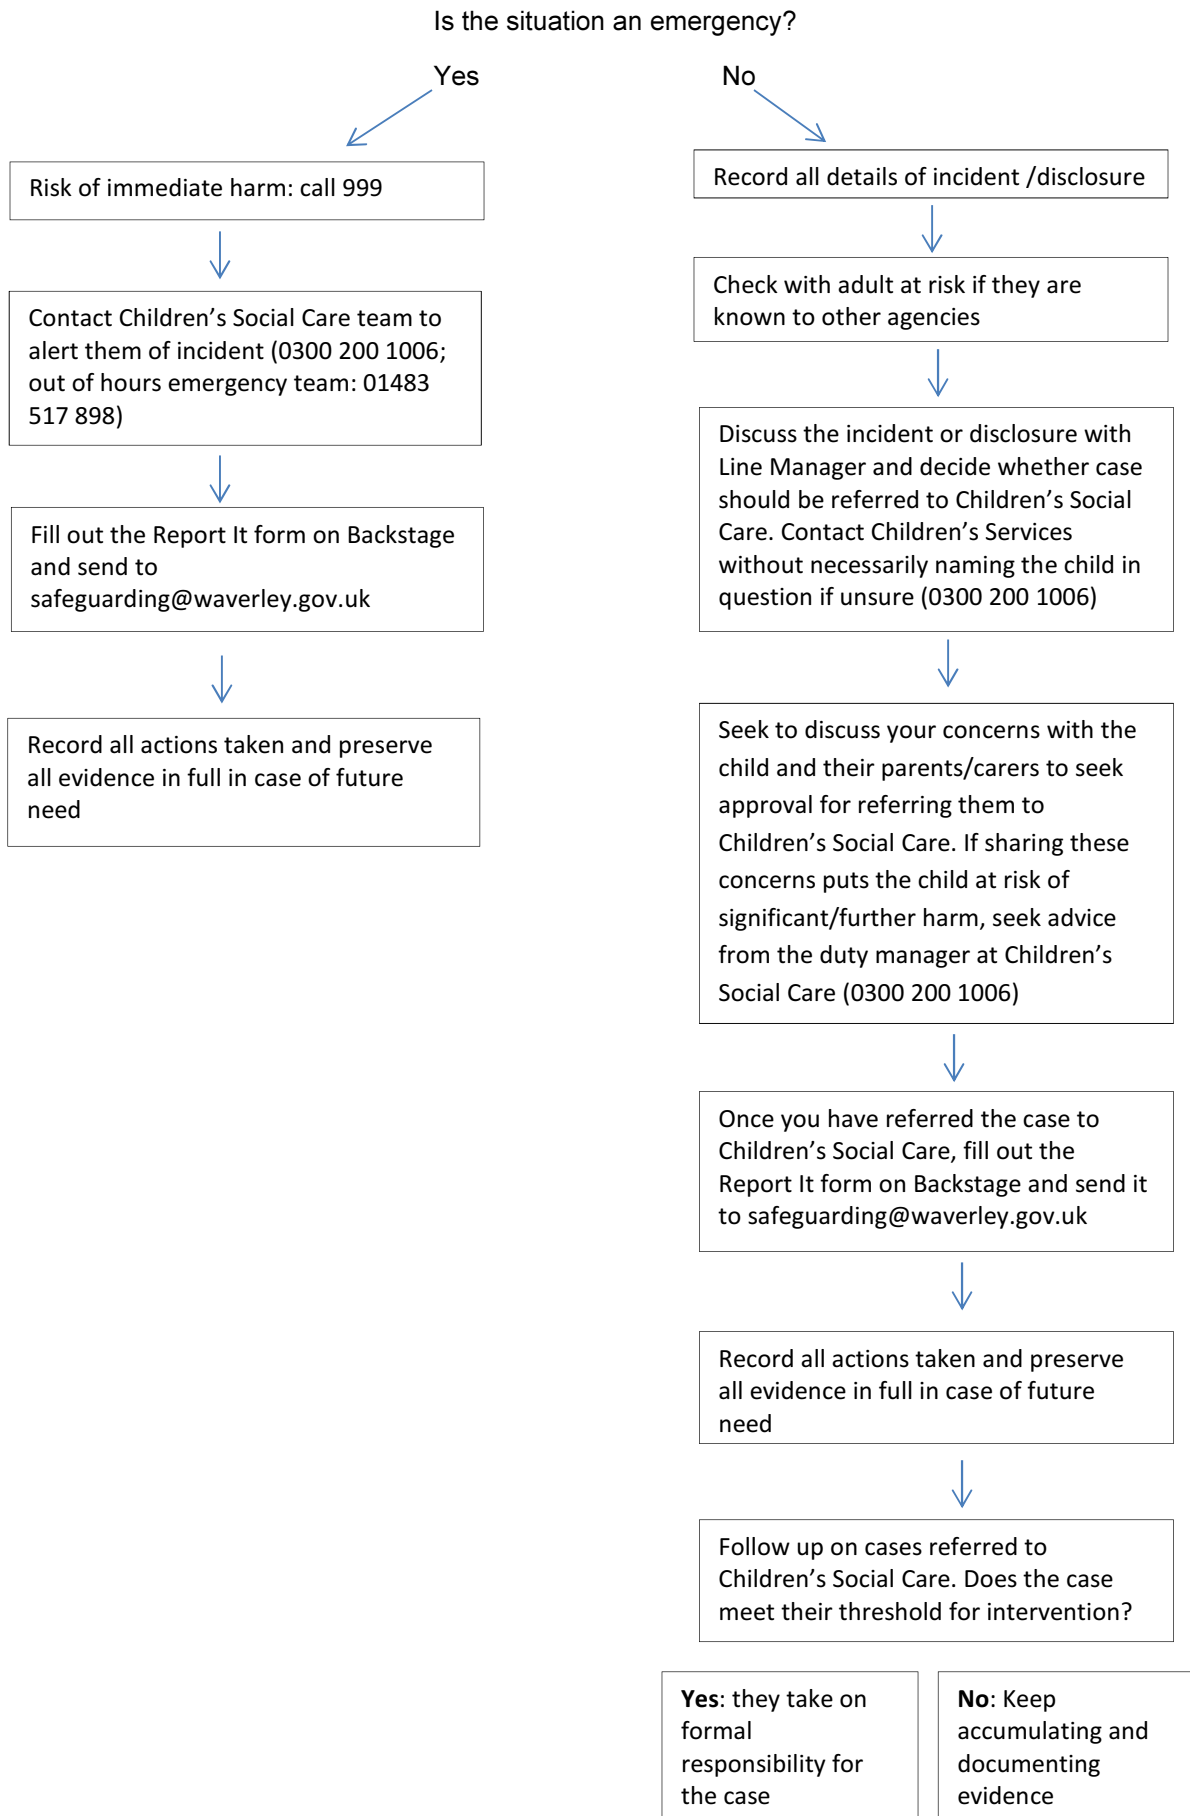 Is the situation an emergency?
Yes
No
Risk of immediate harm: call 999
Contact Children’s Social Care team to
alert them of incident (0300 200 1006;
out of hours emergency team: 01483
517 898)
Fill out the Report It form on Backstage
and send to
safeguarding@waverley.gov.uk
Record all actions taken and preserve
all evidence in full in case of future
need
Record all details of incident /disclosure
Check with adult at risk if they are
known to other agencies
Discuss the incident or disclosure with
Line Manager and decide whether case
should be referred to Children’s Social
Care. Contact Children’s Services
without necessarily naming the child in
question if unsure (0300 200 1006)
Seek to discuss your concerns with the
child and their parents/carers to seek
approval for referring them to
Children’s Social Care. If sharing these
concerns puts the child at risk of
significant/further harm, seek advice
from the duty manager at Children’s
Social Care (0300 200 1006)
Once you have referred the case to
Children’s Social Care, fill out the
Report It form on Backstage and send it
to safeguarding@waverley.gov.uk
Record all actions taken and preserve
all evidence in full in case of future
need
Follow up on cases referred to
Children’s Social Care. Does the case
meet their threshold for intervention?
Yes: they take on
formal
responsibility for
the case
No: Keep
accumulating and
documenting
evidence